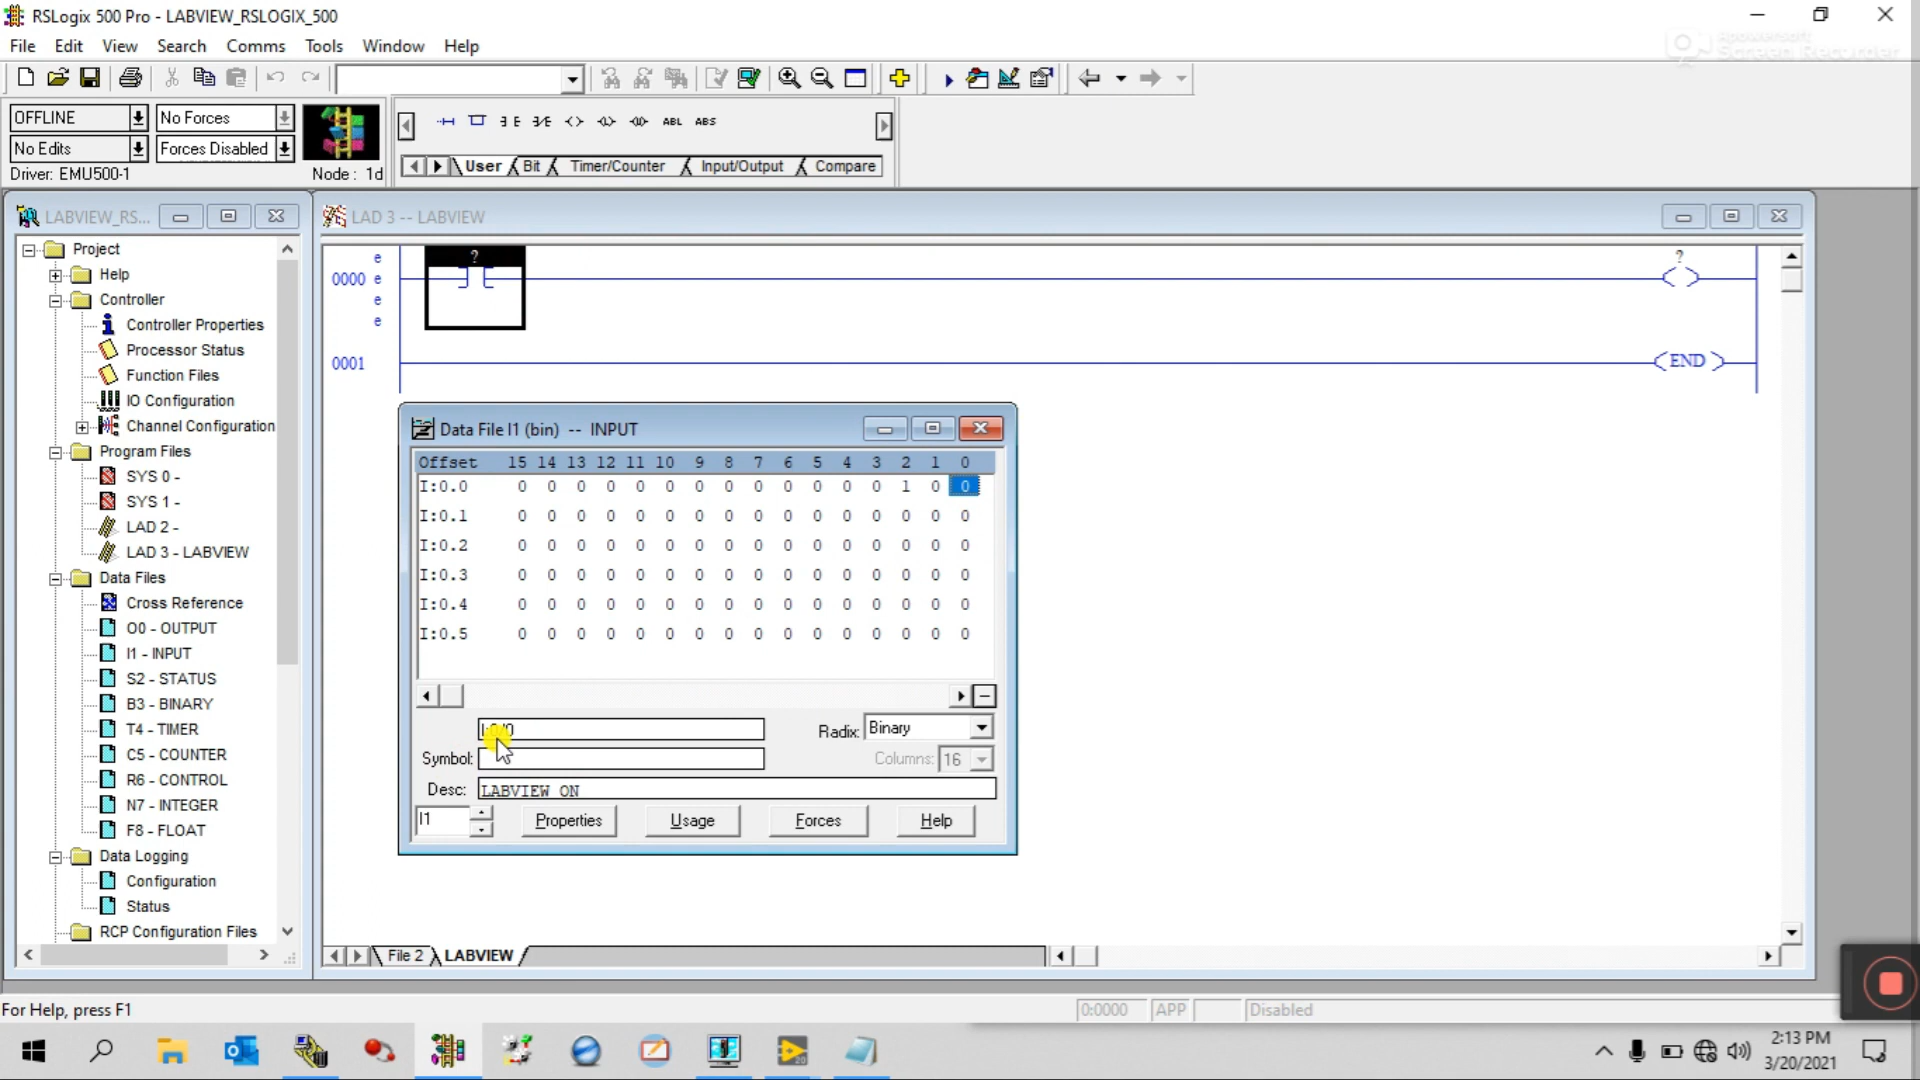 RSLogix 500 Pro - LABVIEW_RSLOGIX_500
Apowersoft
Screen Recorder
File Edit View Search Comms Tools Window Help
OFFLINE No Forces
No Edits Forces Disabled
Driver: EMU500-1 Node: 1d
ABL ABS
User Bit Timer/Counter Input/Output Compare
LABVIEW_RS...
Project
Help
Controller
Controller Properties
Processor Status
Function Files
IO Configuration
Channel Configuration
Program Files
SYS 0 -
SYS 1 -
LAD 2 -
LAD 3 - LABVIEW
Data Files
Cross Reference
O0 - OUTPUT
I1 - INPUT
S2 - STATUS
B3 - BINARY
T4 - TIMER
C5 - COUNTER
R6 - CONTROL
N7 - INTEGER
F8 - FLOAT
Data Logging
Configuration
Status
RCP Configuration Files
LAD 3 -- LABVIEW
e ? ?
0000 e
e
e
0001 END
Data File I1 (bin) -- INPUT
Offset 15 14 13 12 11 10 9 8 7 6 5 4 3 2 1 0
I:0.0 0 0 0 0 0 0 0 0 0 0 0 0 0 1 0 0
I:0.1 0 0 0 0 0 0 0 0 0 0 0 0 0 0 0 0
I:0.2 0 0 0 0 0 0 0 0 0 0 0 0 0 0 0 0
I:0.3 0 0 0 0 0 0 0 0 0 0 0 0 0 0 0 0
I:0.4 0 0 0 0 0 0 0 0 0 0 0 0 0 0 0 0
I:0.5 0 0 0 0 0 0 0 0 0 0 0 0 0 0 0 0
I:0/0 Radix: Binary
Symbol: Columns: 16
Desc: LABVIEW ON
I1 Properties Usage Forces Help
File 2 LABVIEW
For Help, press F1 0:0000 APP Disabled
2:13 PM
3/20/2021